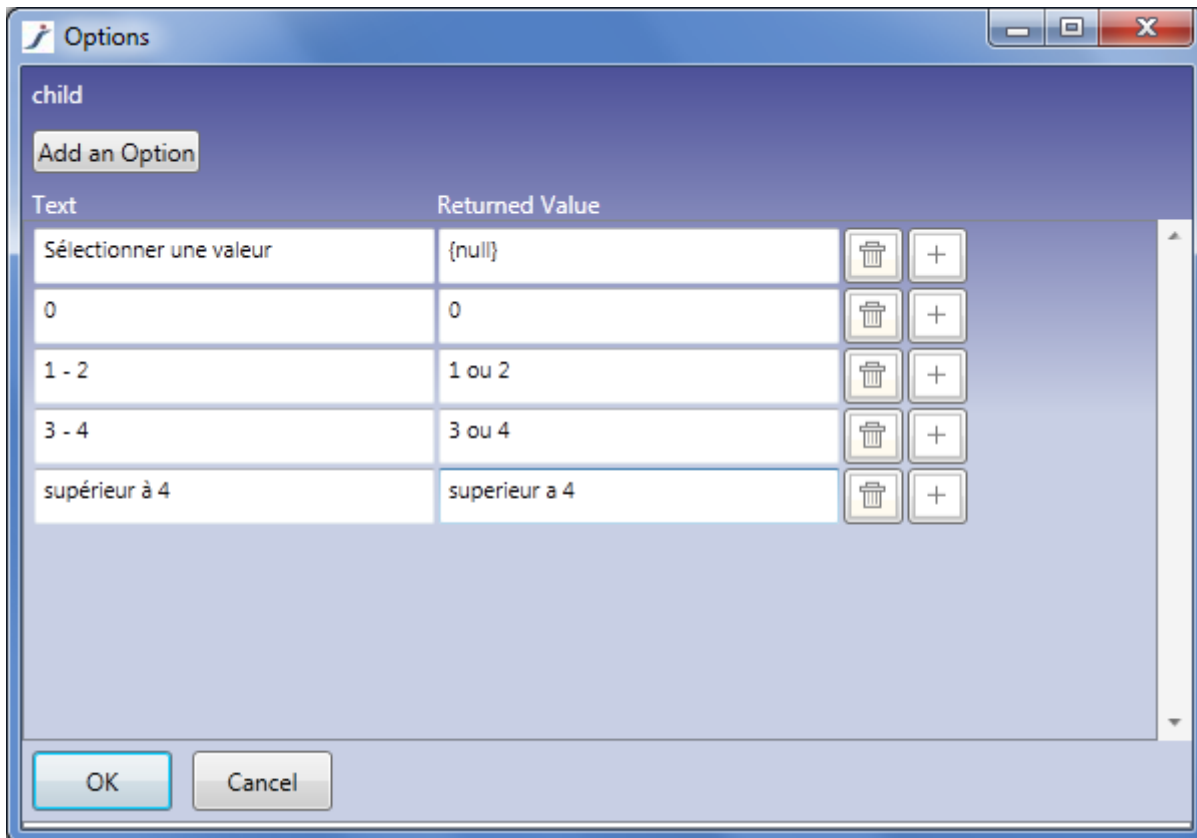 Options
child
Add an Option
Text Returned Value
Sélectionner une valeur {null}
0 0
1 - 2 1 ou 2
3 - 4 3 ou 4
supérieur à 4 superieur a 4
OK Cancel